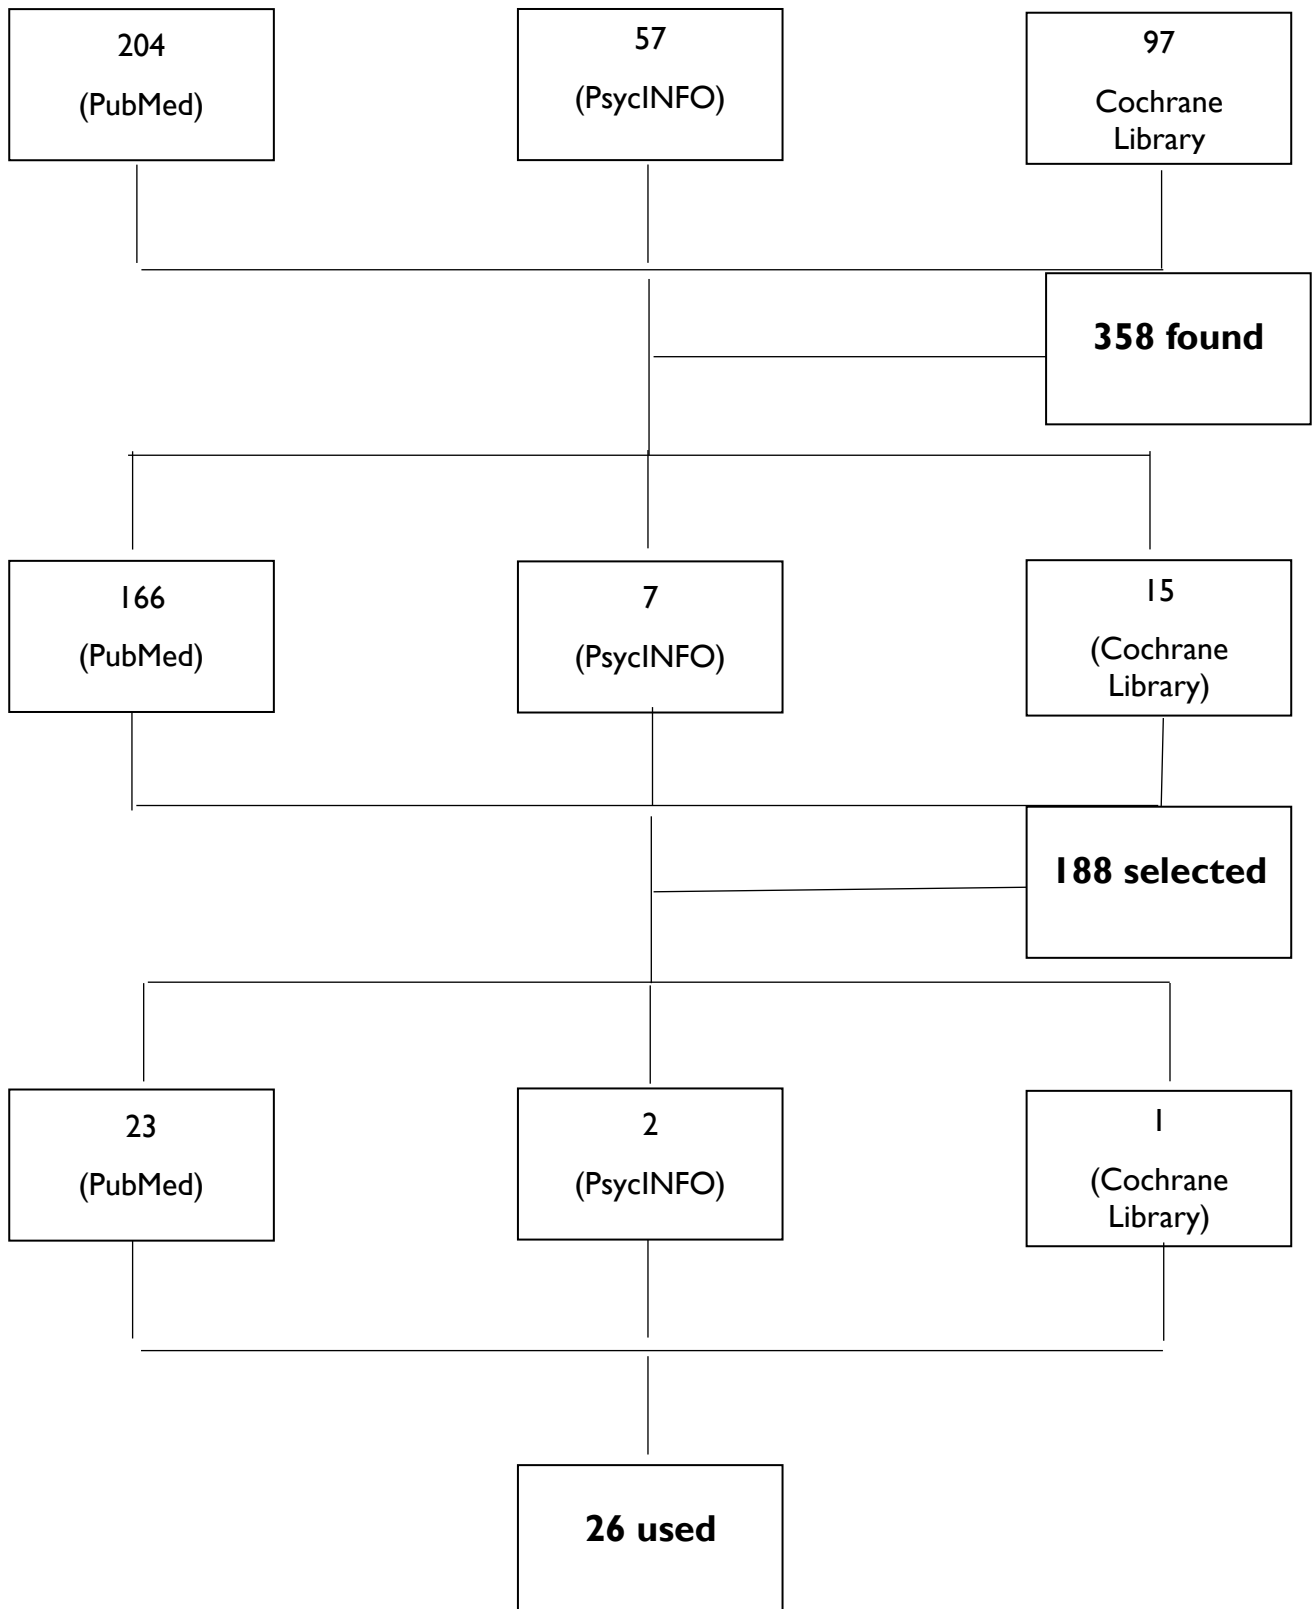 204
(PubMed)
57
(PsycINFO)
97
Cochrane
Library
358 found
166
(PubMed)
7
(PsycINFO)
15
(Cochrane
Library)
188 selected
23
(PubMed)
2
(PsycINFO)
1
(Cochrane
Library)
26 used